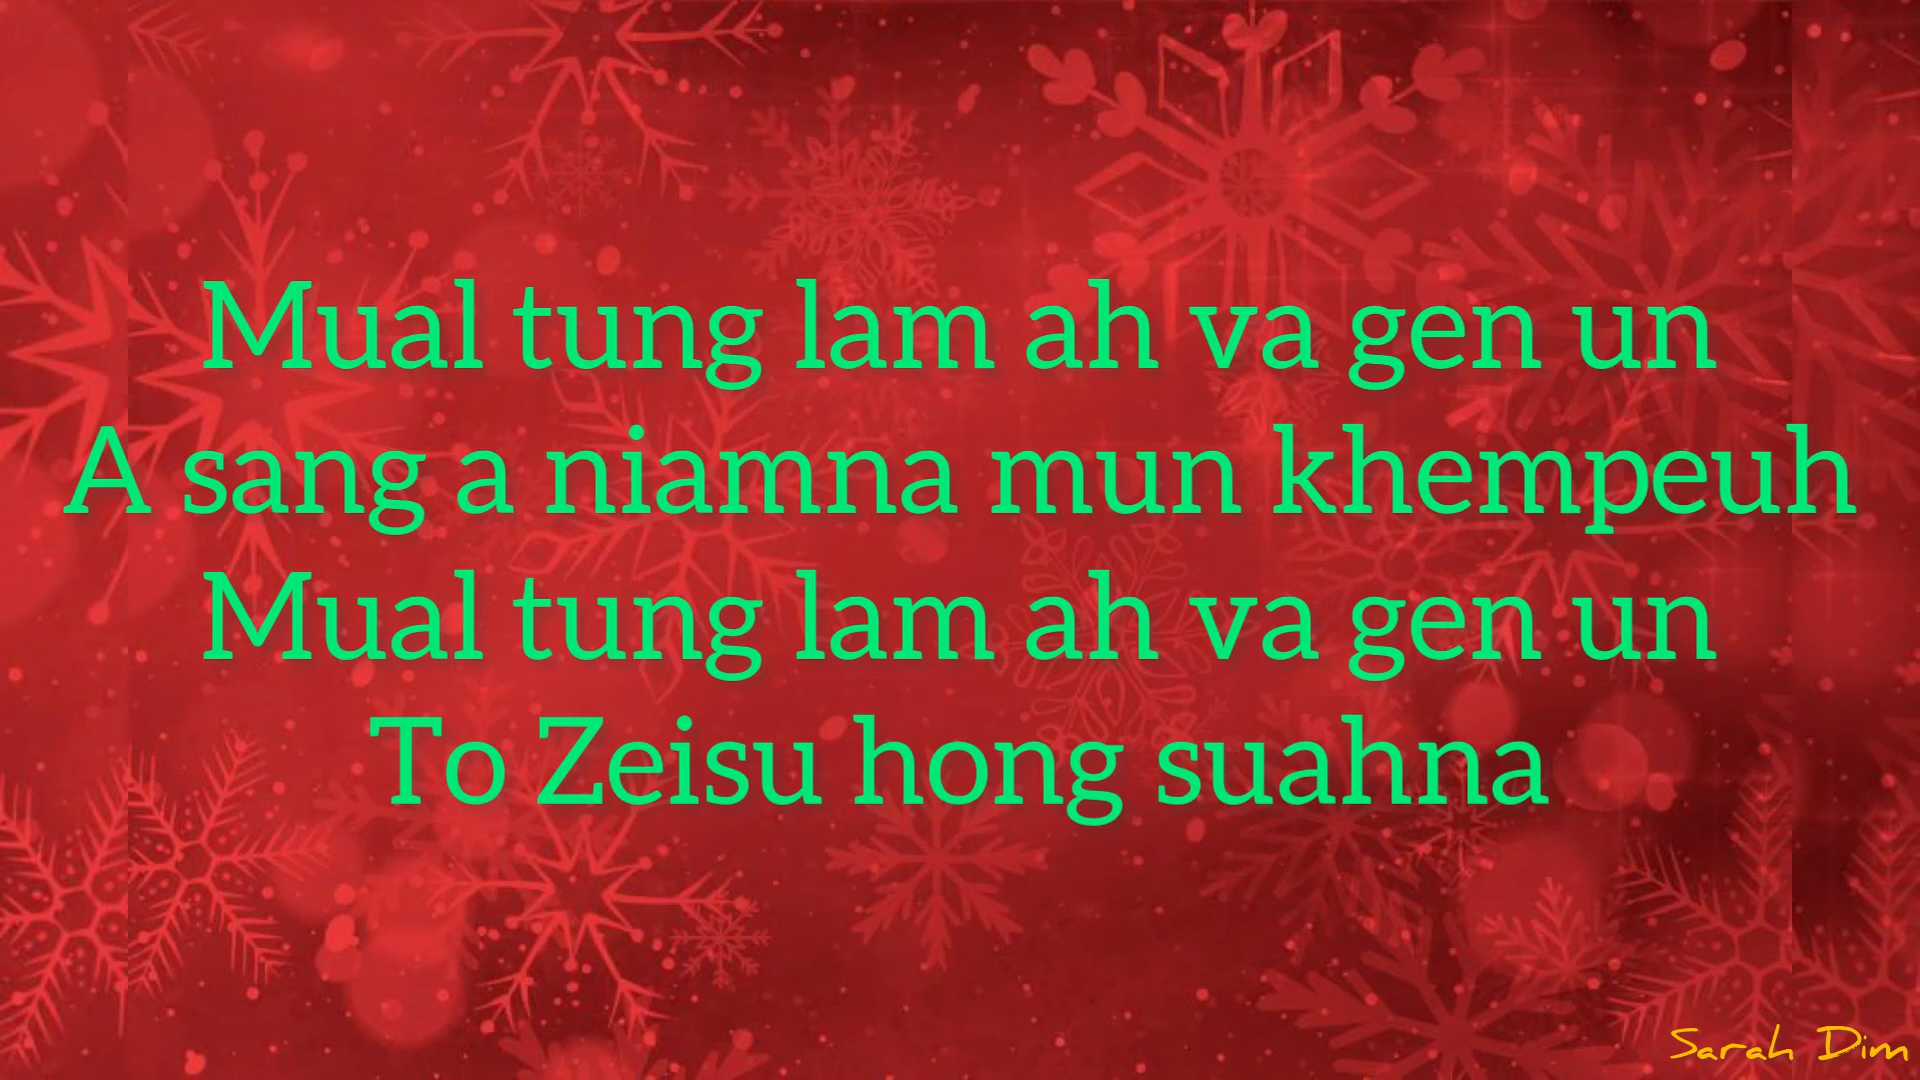 Mual tung lam ah va gen un
A sang a niamna mun khempeuh
Mual tung lam ah va gen un
To Zeisu hong suahna
Sarah Dim